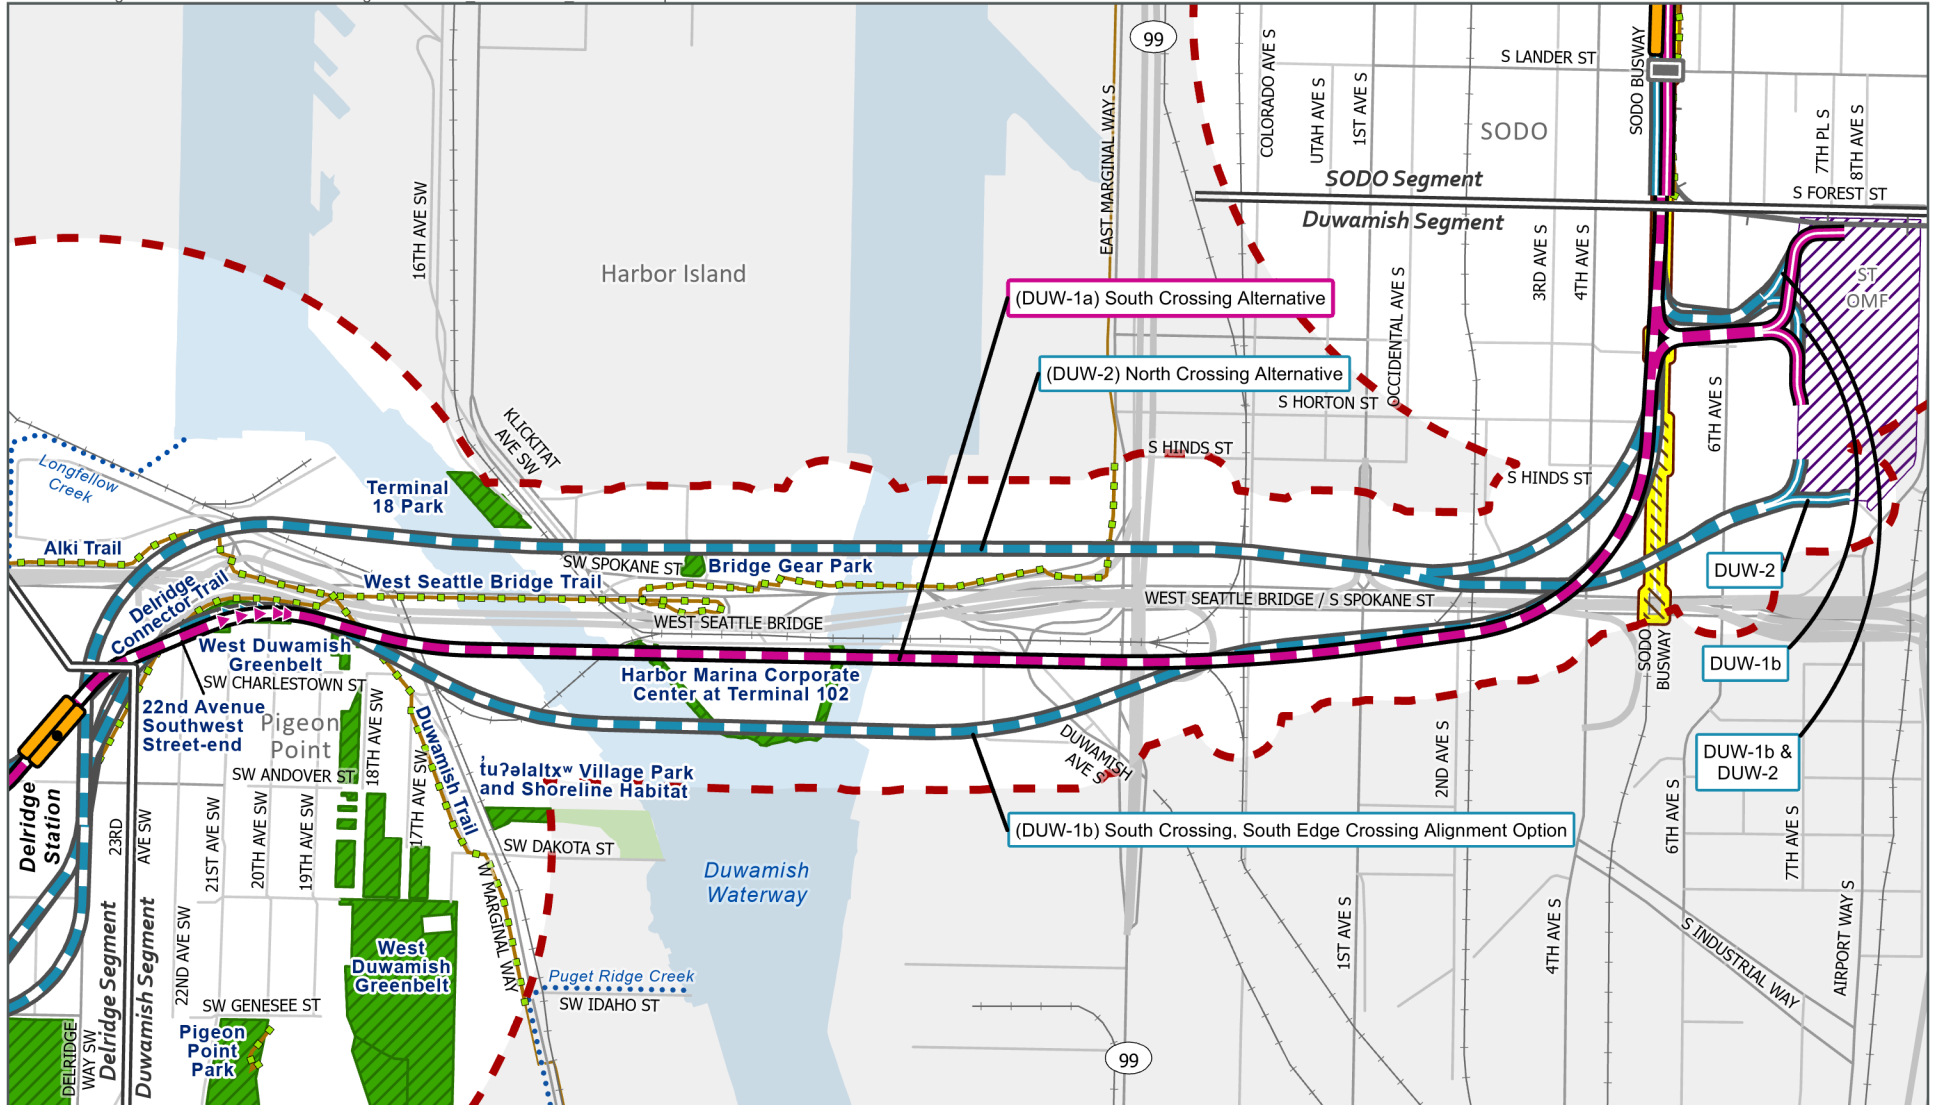 99
S LANDER ST
SODO BUSWAY
COLORADO AVE S
UTAH AVE S
1ST AVE S
EAST MARGINAL WAY S
SODO
7TH PL S
8TH AVE S
SODO Segment
S FOREST ST
Duwamish Segment
16TH AVE SW
Harbor Island
3RD AVE S
4TH AVE S
OCCIDENTAL AVE S
ST
OMF
(DUW-1a) South Crossing Alternative
(DUW-2) North Crossing Alternative
S HORTON ST
6TH AVE S
KLICKITAT
AVE SW
S HINDS ST
S HINDS ST
Longfellow
Creek
Terminal
18 Park
Alki Trail
SW SPOKANE ST
Bridge Gear Park
DUW-2
Delridge
Connector Trail
West Seattle Bridge Trail
WEST SEATTLE BRIDGE / S SPOKANE ST
WEST SEATTLE BRIDGE
West Duwamish
Greenbelt
SW CHARLESTOWN ST
SODO
BUSWAY
DUW-1b
Harbor Marina Corporate
Center at Terminal 102
22nd Avenue
Southwest
Street-end
Pigeon
Point
18TH AVE SW
Duwamish Trail
DUWAMISH
AVE S
2ND AVE S
DUW-1b &
DUW-2
SW ANDOVER ST
17TH AVE SW
t̓uʔəlaltxʷ Village Park
and Shoreline Habitat
Delridge
Station
23RD
AVE SW
21ST AVE SW
20TH AVE SW
19TH AVE SW
(DUW-1b) South Crossing, South Edge Crossing Alignment Option
6TH AVE S
7TH AVE S
SW DAKOTA ST
Duwamish
Waterway
W MARGINAL WAY
Delridge Segment
Duwamish Segment
22ND AVE SW
West
Duwamish
Greenbelt
1ST AVE S
4TH AVE S
S INDUSTRIAL WAY
AIRPORT WAY S
Puget Ridge Creek
SW IDAHO ST
SW GENESEE ST
Pigeon
Point
Park
DELRIDGE
WAY SW
99